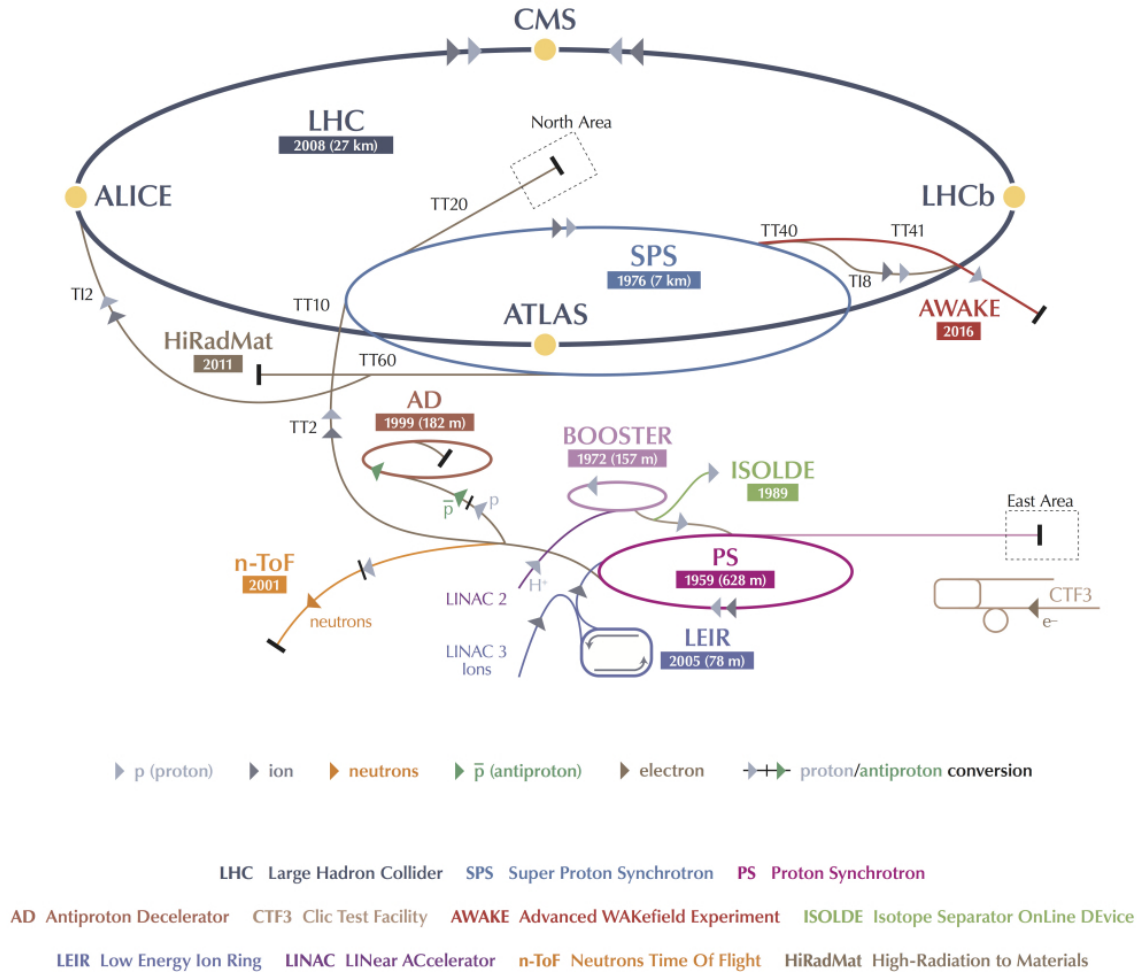 CMS
LHC
2008 (27 km)
North Area
ALICE
LHCb
TT20
TT40
TT41
SPS
1976 (7 km)
TI8
TI2
TT10
ATLAS
AWAKE
2016
HiRadMat
2011
TT60
AD
1999 (182 m)
TT2
BOOSTER
1972 (157 m)
ISOLDE
1989
p̅
p
East Area
n-ToF
2001
PS
1959 (628 m)
H⁺
LINAC 2
CTF3
e-
neutrons
LEIR
2005 (78 m)
LINAC 3
Ions
p (proton) ion neutrons p̅ (antiproton) electron proton/antiproton conversion
LHC Large Hadron Collider SPS Super Proton Synchrotron PS Proton Synchrotron
AD Antiproton Decelerator CTF3 Clic Test Facility AWAKE Advanced WAKefield Experiment ISOLDE Isotope Separator OnLine DEvice
LEIR Low Energy Ion Ring LINAC LINear ACcelerator n-ToF Neutrons Time Of Flight HiRadMat High-Radiation to Materials